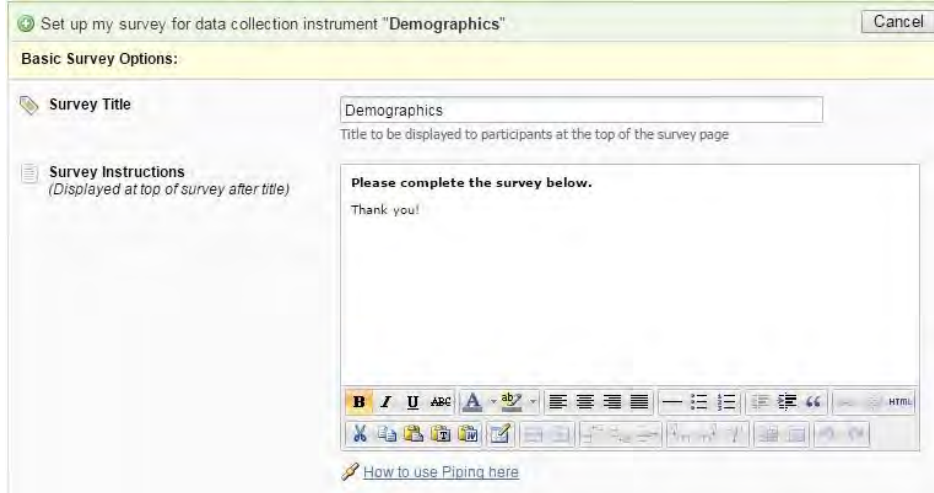 Set up my survey for data collection instrument "Demographics"
Cancel
Basic Survey Options:
Survey Title
Demographics
Title to be displayed to participants at the top of the survey page
Survey Instructions
(Displayed at top of survey after title)
Please complete the survey below.
Thank you!
B I U ABC A ab HTML
T W
How to use Piping here